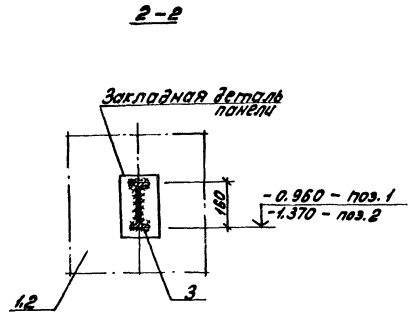 2-2
Закладная деталь
панели
160
-0.960 - поз. 1
-1.370 - поз. 2
1,2
3